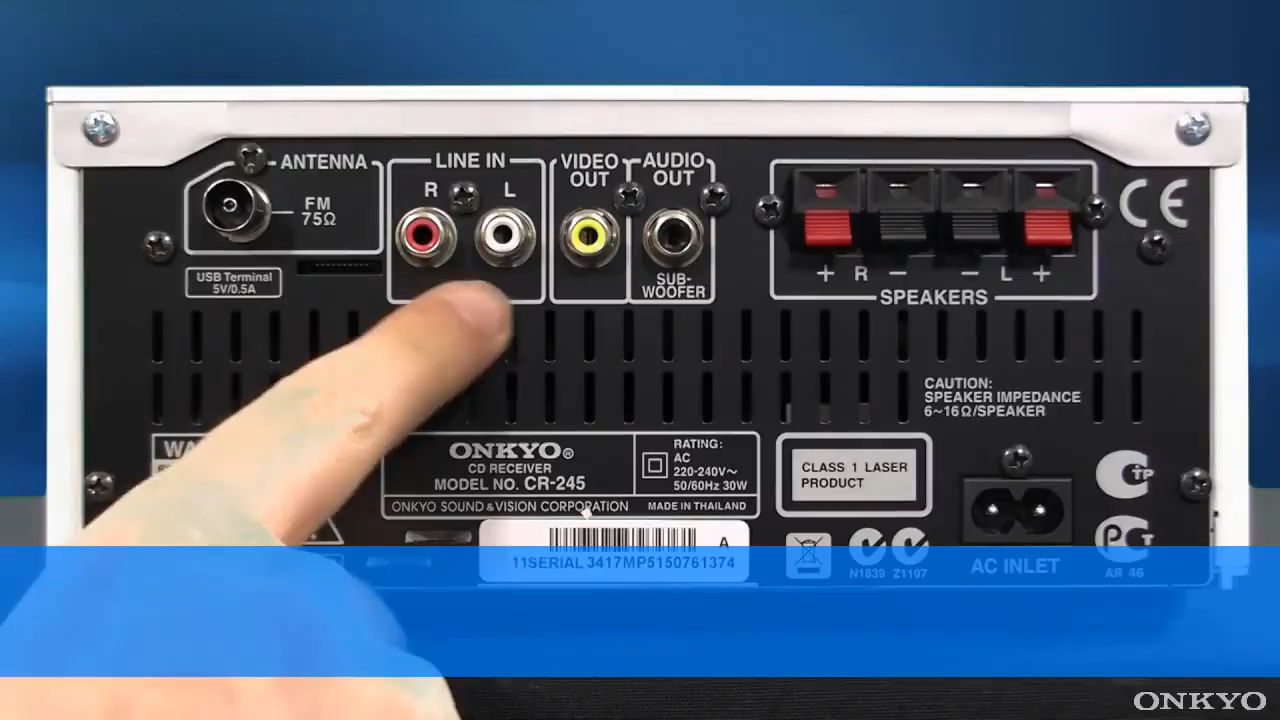 ANTENNA
FM
75Ω
USB Terminal
5V/0.5A
LINE IN
R
L
VIDEO
OUT
AUDIO
OUT
SUB-
WOOFER
+ R − − L +
SPEAKERS
CE
CAUTION:
SPEAKER IMPEDANCE
6~16Ω/SPEAKER
WA
ONKYO®
CD RECEIVER
MODEL NO. CR-245
RATING:
AC
220-240V~
50/60Hz 30W
ONKYO SOUND & VISION CORPORATION
MADE IN THAILAND
CLASS 1 LASER
PRODUCT
A
11SERIAL 3417MP5150761374
N1839
Z1197
AC INLET
AЯ 46
ONKYO